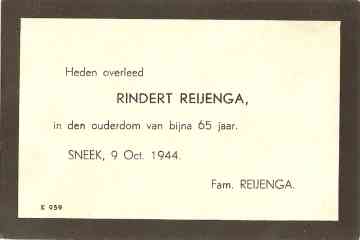 Heden overleed
RINDERT REIJENGA,
in den ouderdom van bijna 65 jaar.
SNEEK, 9 Oct. 1944.
Fam. REIJENGA.
K 959